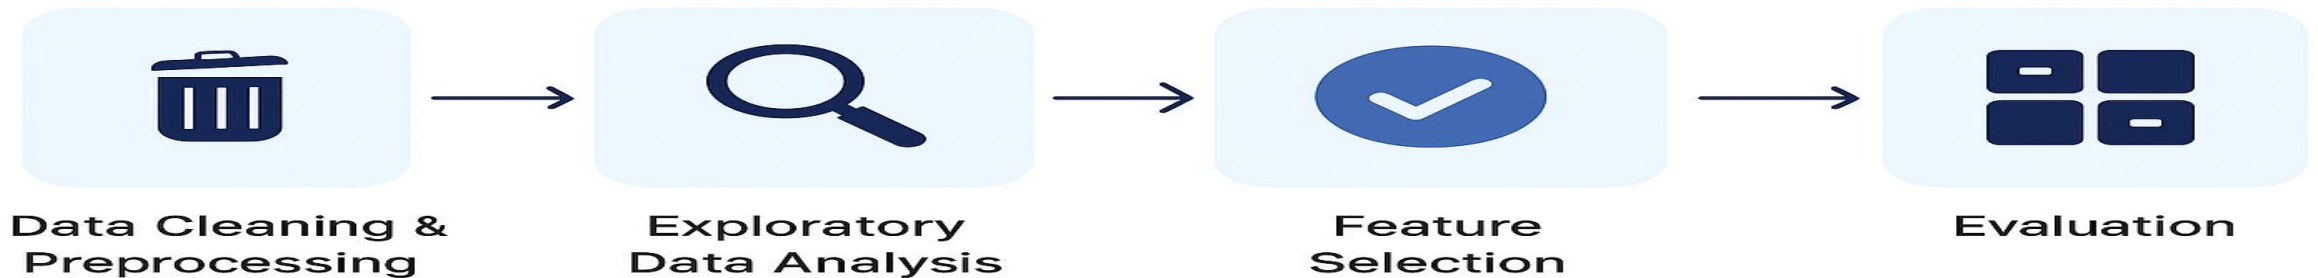 Data Cleaning &
Preprocessing
Exploratory
Data Analysis
Feature
Selection
Evaluation